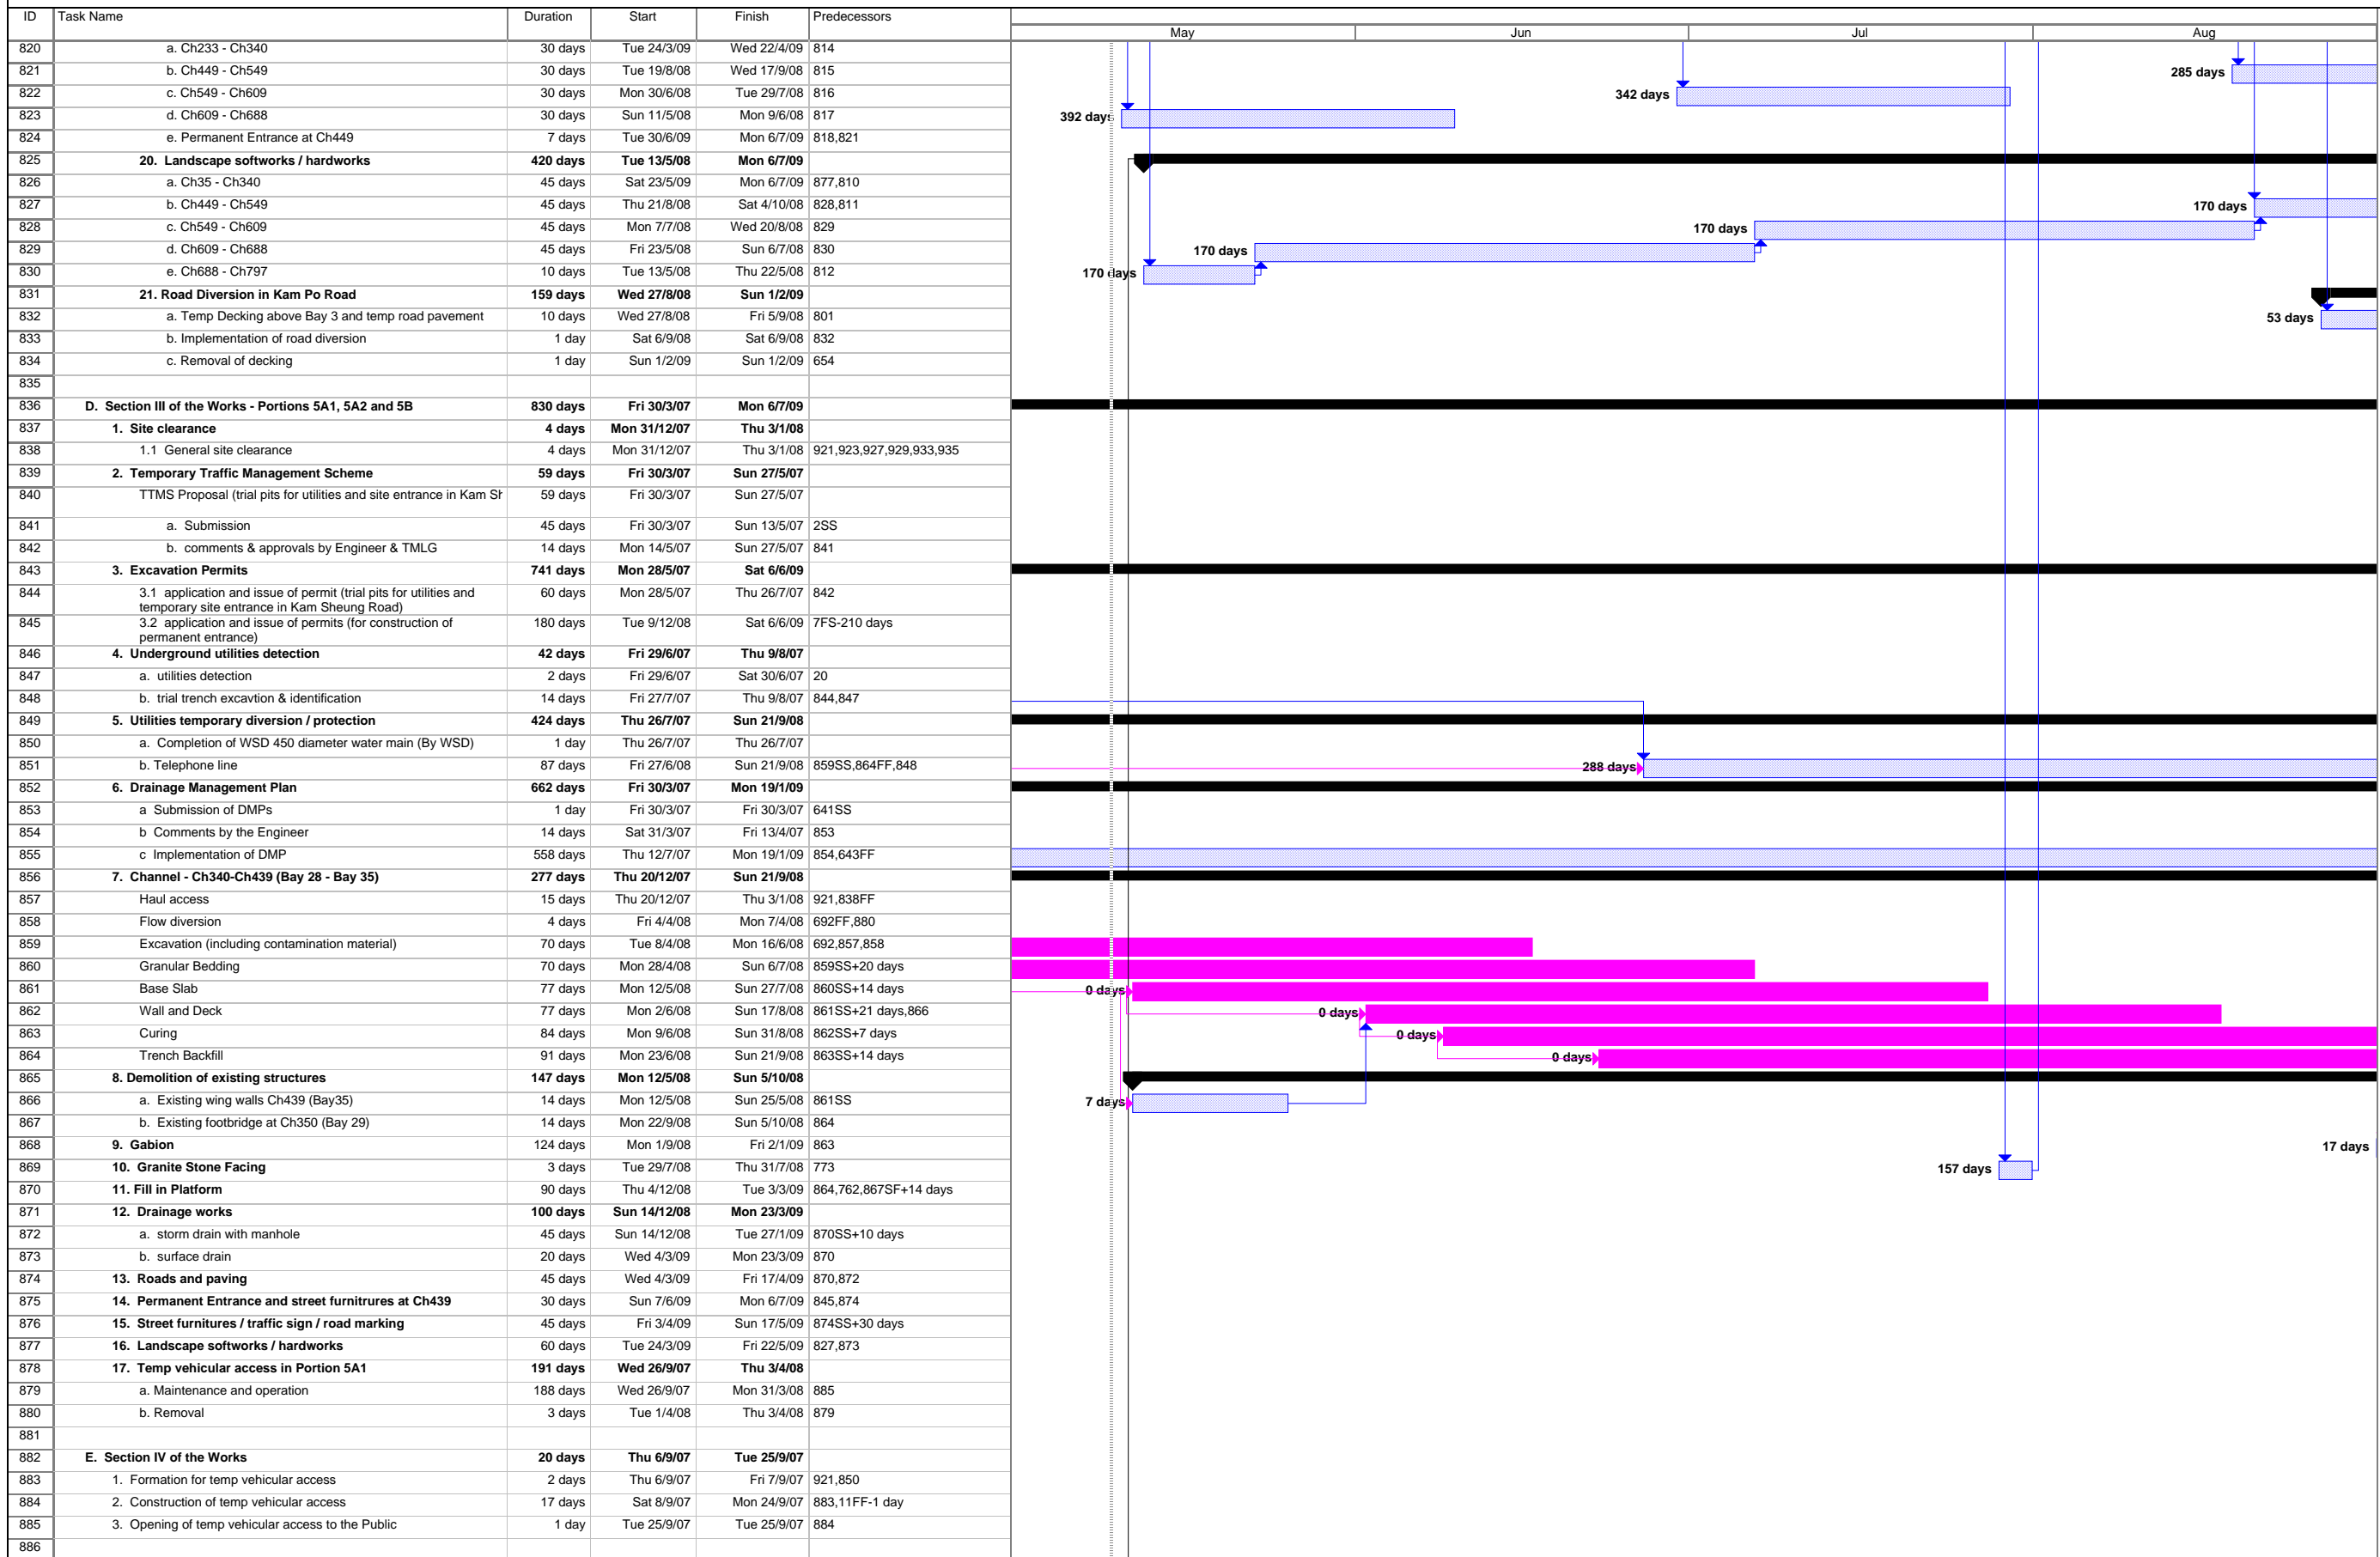 ID Task Name Duration Start Finish Predecessors
May Jun Jul Aug
820 a. Ch233 - Ch340 30 days Tue 24/3/09 Wed 22/4/09 814
821 b. Ch449 - Ch549 30 days Tue 19/8/08 Wed 17/9/08 815 285 days
822 c. Ch549 - Ch609 30 days Mon 30/6/08 Tue 29/7/08 816 342 days
823 d. Ch609 - Ch688 30 days Sun 11/5/08 Mon 9/6/08 817 392 days
824 e. Permanent Entrance at Ch449 7 days Tue 30/6/09 Mon 6/7/09 818,821
825 20. Landscape softworks / hardworks 420 days Tue 13/5/08 Mon 6/7/09
826 a. Ch35 - Ch340 45 days Sat 23/5/09 Mon 6/7/09 877,810
827 b. Ch449 - Ch549 45 days Thu 21/8/08 Sat 4/10/08 828,811 170 days
828 c. Ch549 - Ch609 45 days Mon 7/7/08 Wed 20/8/08 829 170 days
829 d. Ch609 - Ch688 45 days Fri 23/5/08 Sun 6/7/08 830 170 days
830 e. Ch688 - Ch797 10 days Tue 13/5/08 Thu 22/5/08 812 170 days
831 21. Road Diversion in Kam Po Road 159 days Wed 27/8/08 Sun 1/2/09
832 a. Temp Decking above Bay 3 and temp road pavement 10 days Wed 27/8/08 Fri 5/9/08 801 53 days
833 b. Implementation of road diversion 1 day Sat 6/9/08 Sat 6/9/08 832
834 c. Removal of decking 1 day Sun 1/2/09 Sun 1/2/09 654
835
836 D. Section III of the Works - Portions 5A1, 5A2 and 5B 830 days Fri 30/3/07 Mon 6/7/09
837 1. Site clearance 4 days Mon 31/12/07 Thu 3/1/08
838 1.1 General site clearance 4 days Mon 31/12/07 Thu 3/1/08 921,923,927,929,933,935
839 2. Temporary Traffic Management Scheme 59 days Fri 30/3/07 Sun 27/5/07
840 TTMS Proposal (trial pits for utilities and site entrance in Kam Sh 59 days Fri 30/3/07 Sun 27/5/07
841 a. Submission 45 days Fri 30/3/07 Sun 13/5/07 2SS
842 b. comments & approvals by Engineer & TMLG 14 days Mon 14/5/07 Sun 27/5/07 841
843 3. Excavation Permits 741 days Mon 28/5/07 Sat 6/6/09
844 3.1 application and issue of permit (trial pits for utilities and 60 days Mon 28/5/07 Thu 26/7/07 842
temporary site entrance in Kam Sheung Road)
845 3.2 application and issue of permits (for construction of 180 days Tue 9/12/08 Sat 6/6/09 7FS-210 days
permanent entrance)
846 4. Underground utilities detection 42 days Fri 29/6/07 Thu 9/8/07
847 a. utilities detection 2 days Fri 29/6/07 Sat 30/6/07 20
848 b. trial trench excavtion & identification 14 days Fri 27/7/07 Thu 9/8/07 844,847
849 5. Utilities temporary diversion / protection 424 days Thu 26/7/07 Sun 21/9/08
850 a. Completion of WSD 450 diameter water main (By WSD) 1 day Thu 26/7/07 Thu 26/7/07
851 b. Telephone line 87 days Fri 27/6/08 Sun 21/9/08 859SS,864FF,848 288 days
852 6. Drainage Management Plan 662 days Fri 30/3/07 Mon 19/1/09
853 a Submission of DMPs 1 day Fri 30/3/07 Fri 30/3/07 641SS
854 b Comments by the Engineer 14 days Sat 31/3/07 Fri 13/4/07 853
855 c Implementation of DMP 558 days Thu 12/7/07 Mon 19/1/09 854,643FF
856 7. Channel - Ch340-Ch439 (Bay 28 - Bay 35) 277 days Thu 20/12/07 Sun 21/9/08
857 Haul access 15 days Thu 20/12/07 Thu 3/1/08 921,838FF
858 Flow diversion 4 days Fri 4/4/08 Mon 7/4/08 692FF,880
859 Excavation (including contamination material) 70 days Tue 8/4/08 Mon 16/6/08 692,857,858
860 Granular Bedding 70 days Mon 28/4/08 Sun 6/7/08 859SS+20 days
861 Base Slab 77 days Mon 12/5/08 Sun 27/7/08 860SS+14 days 0 days
862 Wall and Deck 77 days Mon 2/6/08 Sun 17/8/08 861SS+21 days,866 0 days
863 Curing 84 days Mon 9/6/08 Sun 31/8/08 862SS+7 days 0 days
864 Trench Backfill 91 days Mon 23/6/08 Sun 21/9/08 863SS+14 days 0 days
865 8. Demolition of existing structures 147 days Mon 12/5/08 Sun 5/10/08
866 a. Existing wing walls Ch439 (Bay35) 14 days Mon 12/5/08 Sun 25/5/08 861SS 7 days
867 b. Existing footbridge at Ch350 (Bay 29) 14 days Mon 22/9/08 Sun 5/10/08 864
868 9. Gabion 124 days Mon 1/9/08 Fri 2/1/09 863 17 days
869 10. Granite Stone Facing 3 days Tue 29/7/08 Thu 31/7/08 773 157 days
870 11. Fill in Platform 90 days Thu 4/12/08 Tue 3/3/09 864,762,867SF+14 days
871 12. Drainage works 100 days Sun 14/12/08 Mon 23/3/09
872 a. storm drain with manhole 45 days Sun 14/12/08 Tue 27/1/09 870SS+10 days
873 b. surface drain 20 days Wed 4/3/09 Mon 23/3/09 870
874 13. Roads and paving 45 days Wed 4/3/09 Fri 17/4/09 870,872
875 14. Permanent Entrance and street furnitrures at Ch439 30 days Sun 7/6/09 Mon 6/7/09 845,874
876 15. Street furnitures / traffic sign / road marking 45 days Fri 3/4/09 Sun 17/5/09 874SS+30 days
877 16. Landscape softworks / hardworks 60 days Tue 24/3/09 Fri 22/5/09 827,873
878 17. Temp vehicular access in Portion 5A1 191 days Wed 26/9/07 Thu 3/4/08
879 a. Maintenance and operation 188 days Wed 26/9/07 Mon 31/3/08 885
880 b. Removal 3 days Tue 1/4/08 Thu 3/4/08 879
881
882 E. Section IV of the Works 20 days Thu 6/9/07 Tue 25/9/07
883 1. Formation for temp vehicular access 2 days Thu 6/9/07 Fri 7/9/07 921,850
884 2. Construction of temp vehicular access 17 days Sat 8/9/07 Mon 24/9/07 883,11FF-1 day
885 3. Opening of temp vehicular access to the Public 1 day Tue 25/9/07 Tue 25/9/07 884
886